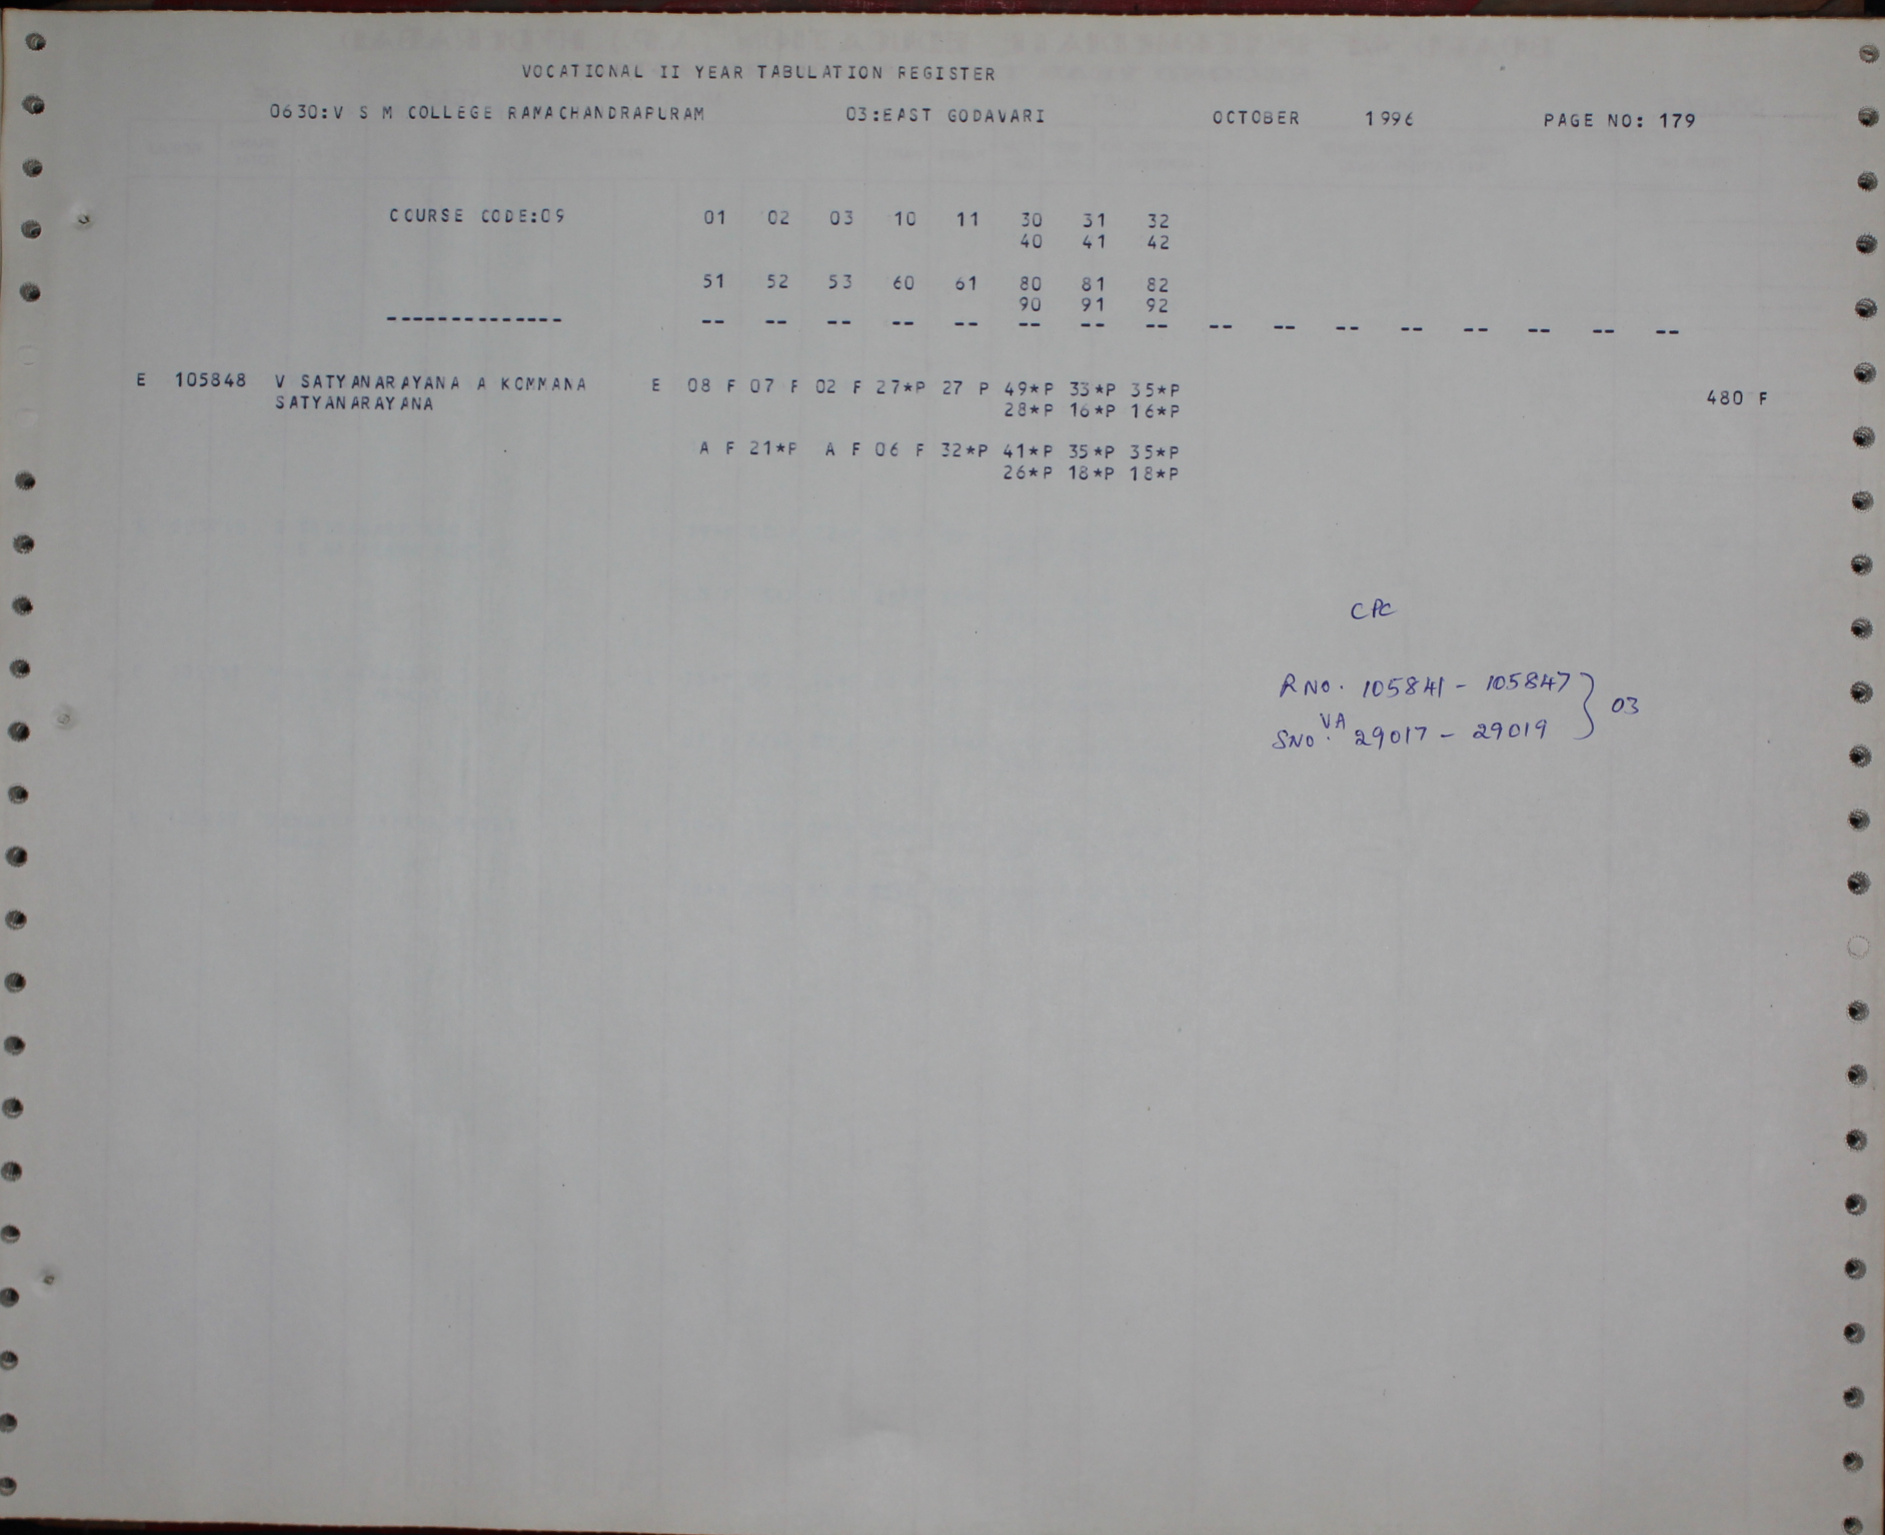 VOCATIONAL II YEAR TABULATION REGISTER
0630:V S M COLLEGE RAMACHANDRAPURAM 03:EAST GODAVARI OCTOBER 1996 PAGE NO: 179
COURSE CODE:09 01 02 03 10 11 30 31 32
40 41 42
51 52 53 60 61 80 81 82
90 91 92
-------------- -- -- -- -- -- -- -- -- -- -- -- -- -- -- -- --
E 105848 V SATYANARAYANA A KOMMANA E 08 F 07 F 02 F 27*P 27 P 49*P 33*P 35*P 480 F
SATYANARAYANA 28*P 16*P 16*P
A F 21*P A F 06 F 32*P 41*P 35*P 35*P
26*P 18*P 18*P
CPC
R NO. 105841 - 105847
SNO. VA 29017 - 29019 } 03